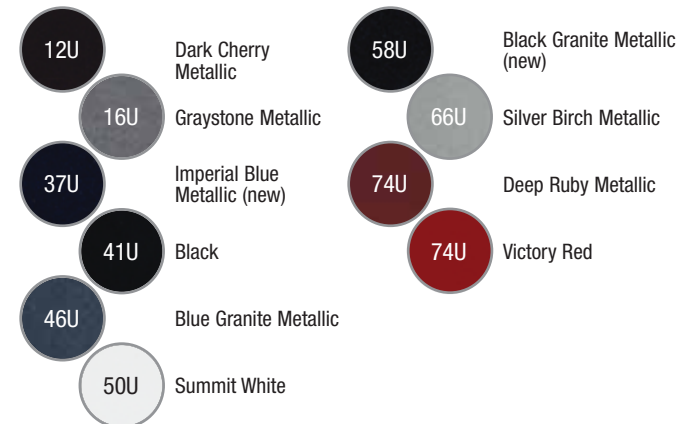 12U
Dark Cherry
Metallic
16U
Graystone Metallic
37U
Imperial Blue
Metallic (new)
41U
Black
46U
Blue Granite Metallic
50U
Summit White
58U
Black Granite Metallic
(new)
66U
Silver Birch Metallic
74U
Deep Ruby Metallic
74U
Victory Red